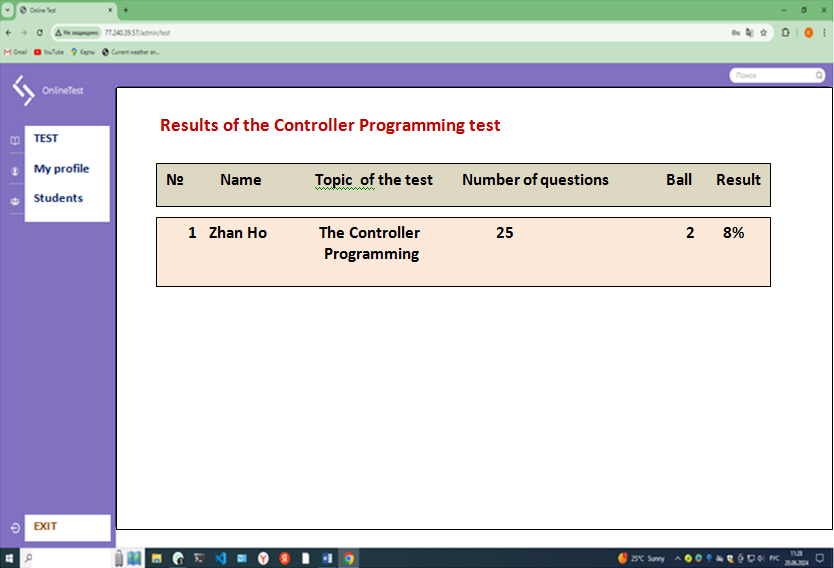 Online Test
Не защищено 77.240.39.57/admin/test
Gmail YouTube Карты Current weather an...
Поиск
OnlineTest
TEST
My profile
Students
EXIT
Results of the Controller Programming test
№ Name Topic of the test Number of questions Ball Result
1 Zhan Ho The Controller 25 2 8%
Programming
25°C Sunny РУС 11:28
20.06.2024